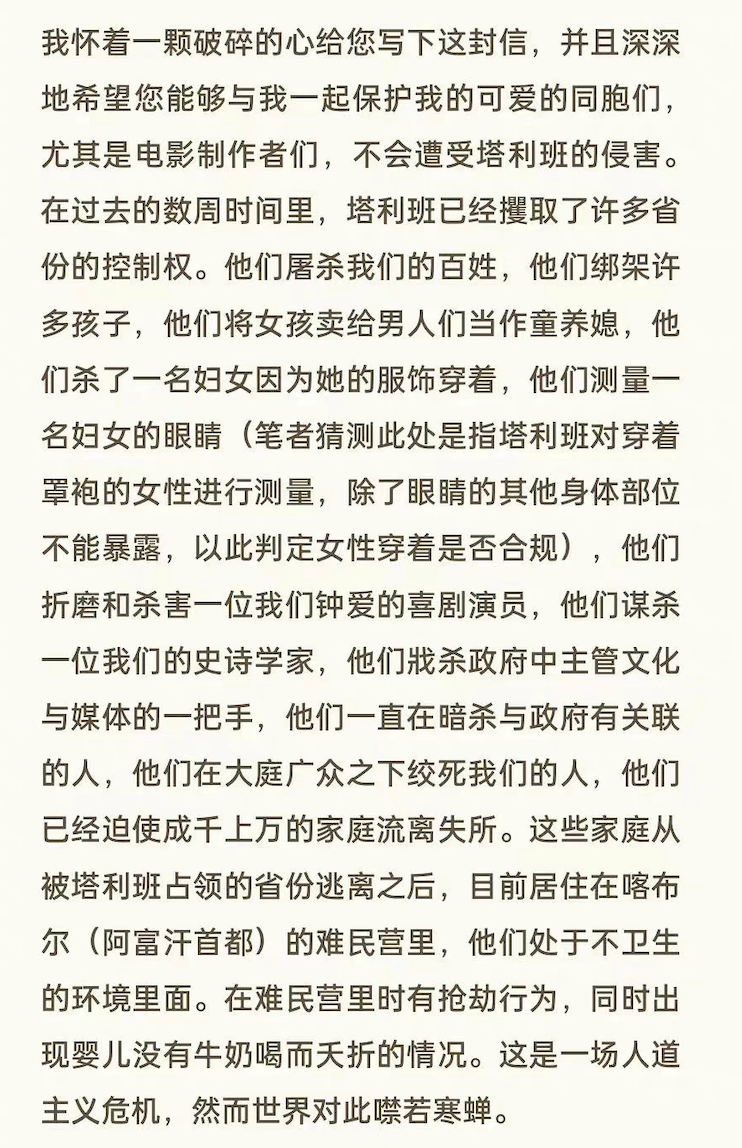 我怀着一颗破碎的心给您写下这封信，并且深深
地希望您能够与我一起保护我的可爱的同胞们，
尤其是电影制作者们，不会遭受塔利班的侵害。
在过去的数周时间里，塔利班已经攫取了许多省
份的控制权。他们屠杀我们的百姓，他们绑架许
多孩子，他们将女孩卖给男人们当作童养媳，他
们杀了一名妇女因为她的服饰穿着，他们测量一
名妇女的眼睛（笔者猜测此处是指塔利班对穿着
罩袍的女性进行测量，除了眼睛的其他身体部位
不能暴露，以此判定女性穿着是否合规），他们
折磨和杀害一位我们钟爱的喜剧演员，他们谋杀
一位我们的史诗学家，他们戕杀政府中主管文化
与媒体的一把手，他们一直在暗杀与政府有关联
的人，他们在大庭广众之下绞死我们的人，他们
已经迫使成千上万的家庭流离失所。这些家庭从
被塔利班占领的省份逃离之后，目前居住在喀布
尔（阿富汗首都）的难民营里，他们处于不卫生
的环境里面。在难民营里时有抢劫行为，同时出
现婴儿没有牛奶喝而夭折的情况。这是一场人道
主义危机，然而世界对此噤若寒蝉。